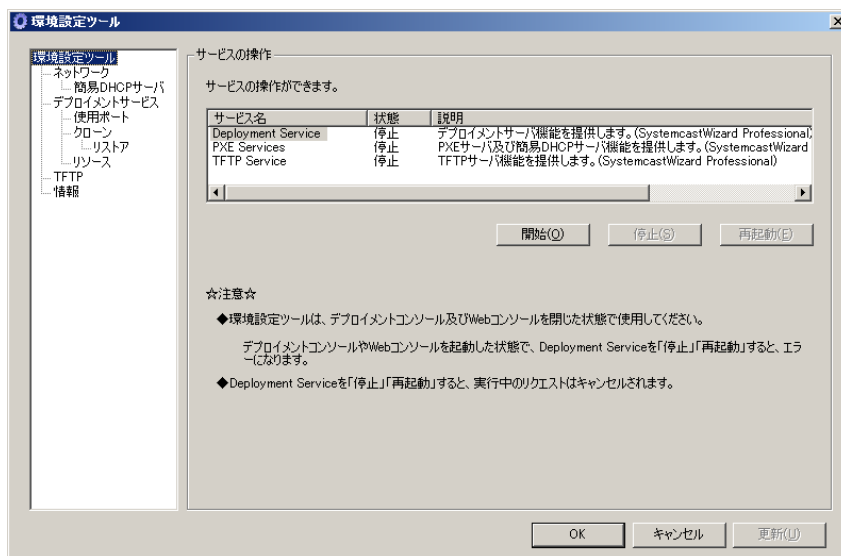 環境設定ツール
環境設定ツール
ネットワーク
簡易DHCPサーバ
デプロイメントサービス
使用ポート
クローン
リストア
リソース
TFTP
情報
サービスの操作
サービスの操作ができます。
サービス名 状態 説明
Deployment Service 停止 デプロイメントサーバ機能を提供します。(SystemcastWizard Professional)
PXE Services 停止 PXEサーバ及び簡易DHCPサーバ機能を提供します。(SystemcastWizard
TFTP Service 停止 TFTPサーバ機能を提供します。(SystemcastWizard Professional)
開始(O) 停止(S) 再起動(E)
☆注意☆
◆環境設定ツールは、デプロイメントコンソール及びWebコンソールを閉じた状態で使用してください。
デプロイメントコンソールやWebコンソールを起動した状態で、Deployment Serviceを「停止」「再起動」すると、エラ
ーになります。
◆Deployment Serviceを「停止」「再起動」すると、実行中のリクエストはキャンセルされます。
OK キャンセル 更新(U)